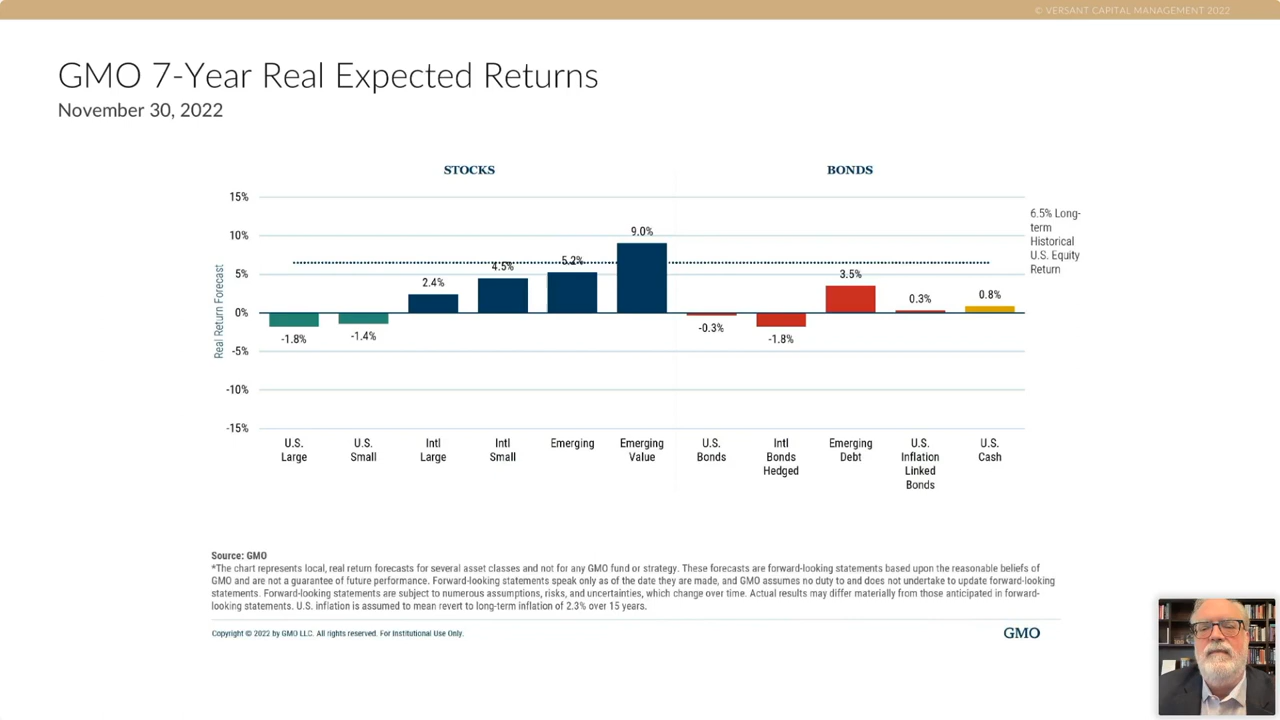 © VERSANT CAPITAL MANAGEMENT 2022
GMO 7-Year Real Expected Returns
November 30, 2022
STOCKS
BONDS
15%
10%
5%
0%
-5%
-10%
-15%
Real Return Forecast
-1.8%
-1.4%
2.4%
4.5%
5.2%
9.0%
-0.3%
-1.8%
3.5%
0.3%
0.8%
6.5% Long-
term
Historical
U.S. Equity
Return
U.S.
Large
U.S.
Small
Intl
Large
Intl
Small
Emerging
Emerging
Value
U.S.
Bonds
Intl
Bonds
Hedged
Emerging
Debt
U.S.
Inflation
Linked
Bonds
U.S.
Cash
Source: GMO
*The chart represents local, real return forecasts for several asset classes and not for any GMO fund or strategy. These forecasts are forward-looking statements based upon the reasonable beliefs of
GMO and are not a guarantee of future performance. Forward-looking statements speak only as of the date they are made, and GMO assumes no duty to and does not undertake to update forward-looking
statements. Forward-looking statements are subject to numerous assumptions, risks, and uncertainties, which change over time. Actual results may differ materially from those anticipated in forward-
looking statements. U.S. inflation is assumed to mean revert to long-term inflation of 2.3% over 15 years.
Copyright © 2022 by GMO LLC. All rights reserved. For Institutional Use Only.
GMO